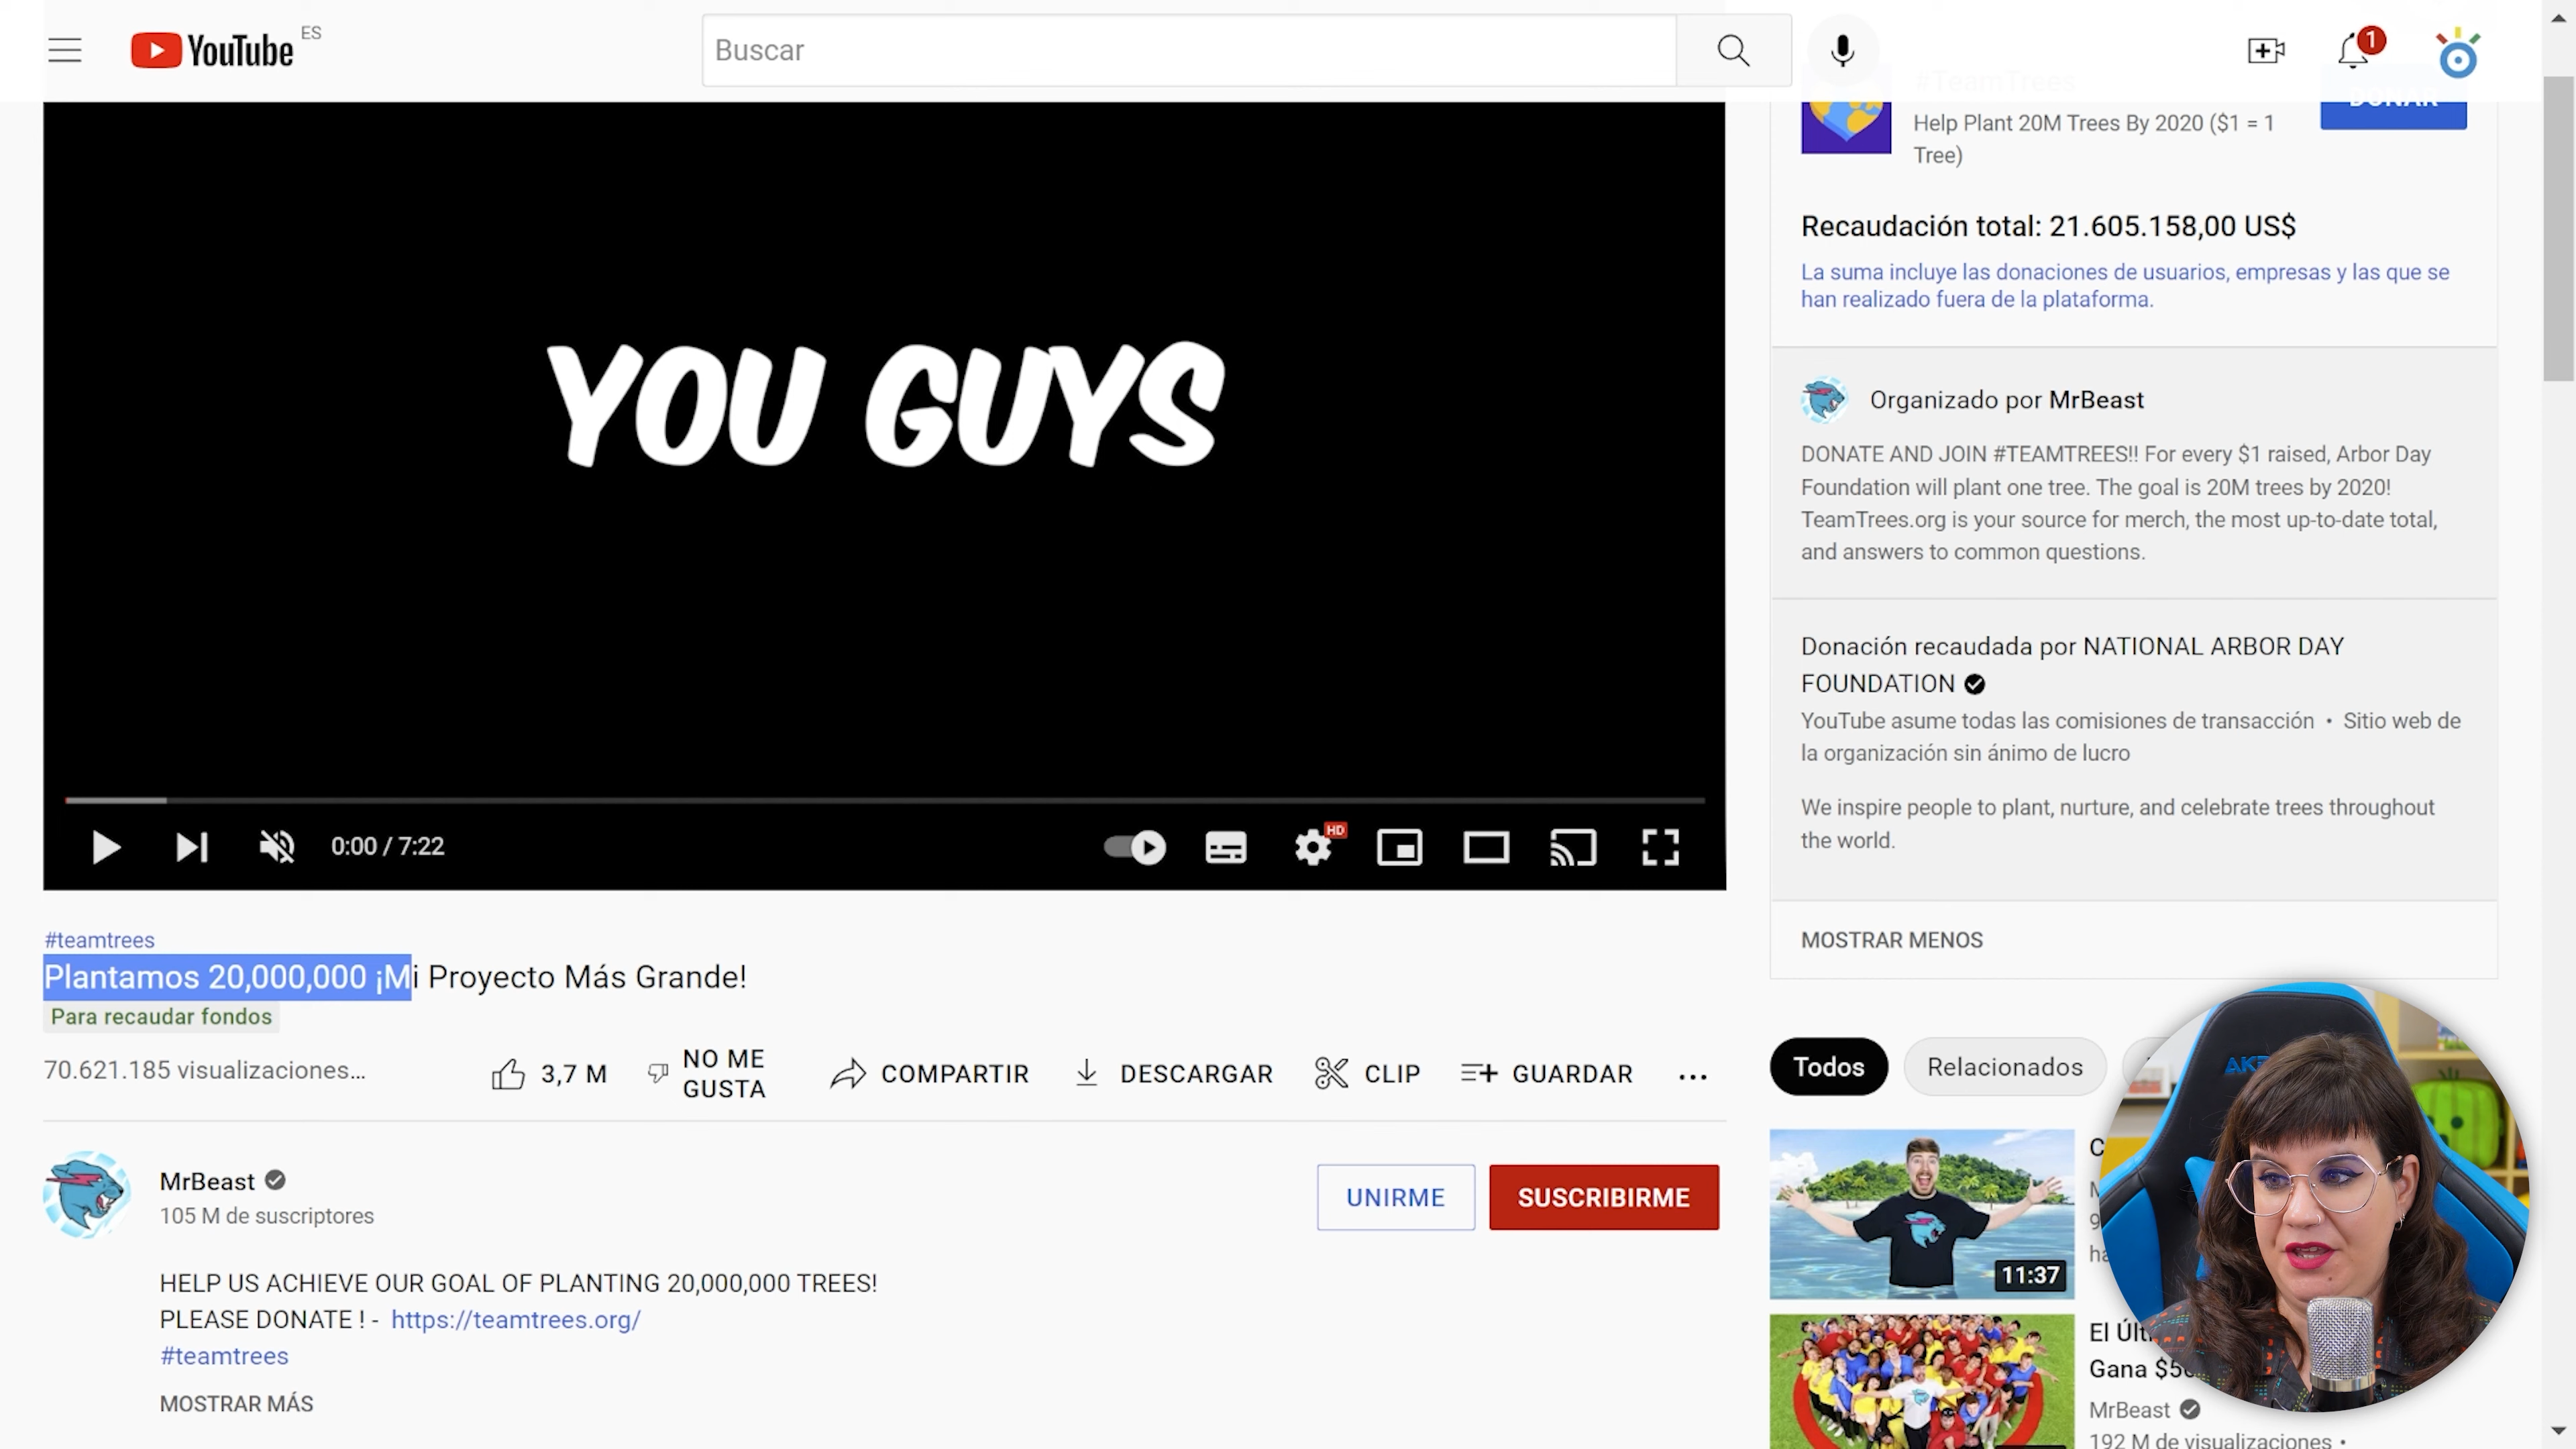 YouTube ES
Buscar
1
#TeamTrees
DONAR
Help Plant 20M Trees By 2020 ($1 = 1
Tree)
Recaudación total: 21.605.158,00 US$
La suma incluye las donaciones de usuarios, empresas y las que se
han realizado fuera de la plataforma.
YOU GUYS
Organizado por MrBeast
DONATE AND JOIN #TEAMTREES!! For every $1 raised, Arbor Day
Foundation will plant one tree. The goal is 20M trees by 2020!
TeamTrees.org is your source for merch, the most up-to-date total,
and answers to common questions.
Donación recaudada por NATIONAL ARBOR DAY
FOUNDATION
YouTube asume todas las comisiones de transacción • Sitio web de
la organización sin ánimo de lucro
We inspire people to plant, nurture, and celebrate trees throughout
the world.
MOSTRAR MENOS
0:00 / 7:22
HD
#teamtrees
Plantamos 20,000,000 ¡Mi Proyecto Más Grande!
Para recaudar fondos
70.621.185 visualizaciones...
3,7 M
NO ME
GUSTA
COMPARTIR
DESCARGAR
CLIP
GUARDAR
MrBeast
105 M de suscriptores
UNIRME
SUSCRIBIRME
HELP US ACHIEVE OUR GOAL OF PLANTING 20,000,000 TREES!
PLEASE DONATE ! - https://teamtrees.org/
#teamtrees
MOSTRAR MÁS
Todos
Relacionados
11:37
El
Gana
MrBeast
192 M de visualizaciones •